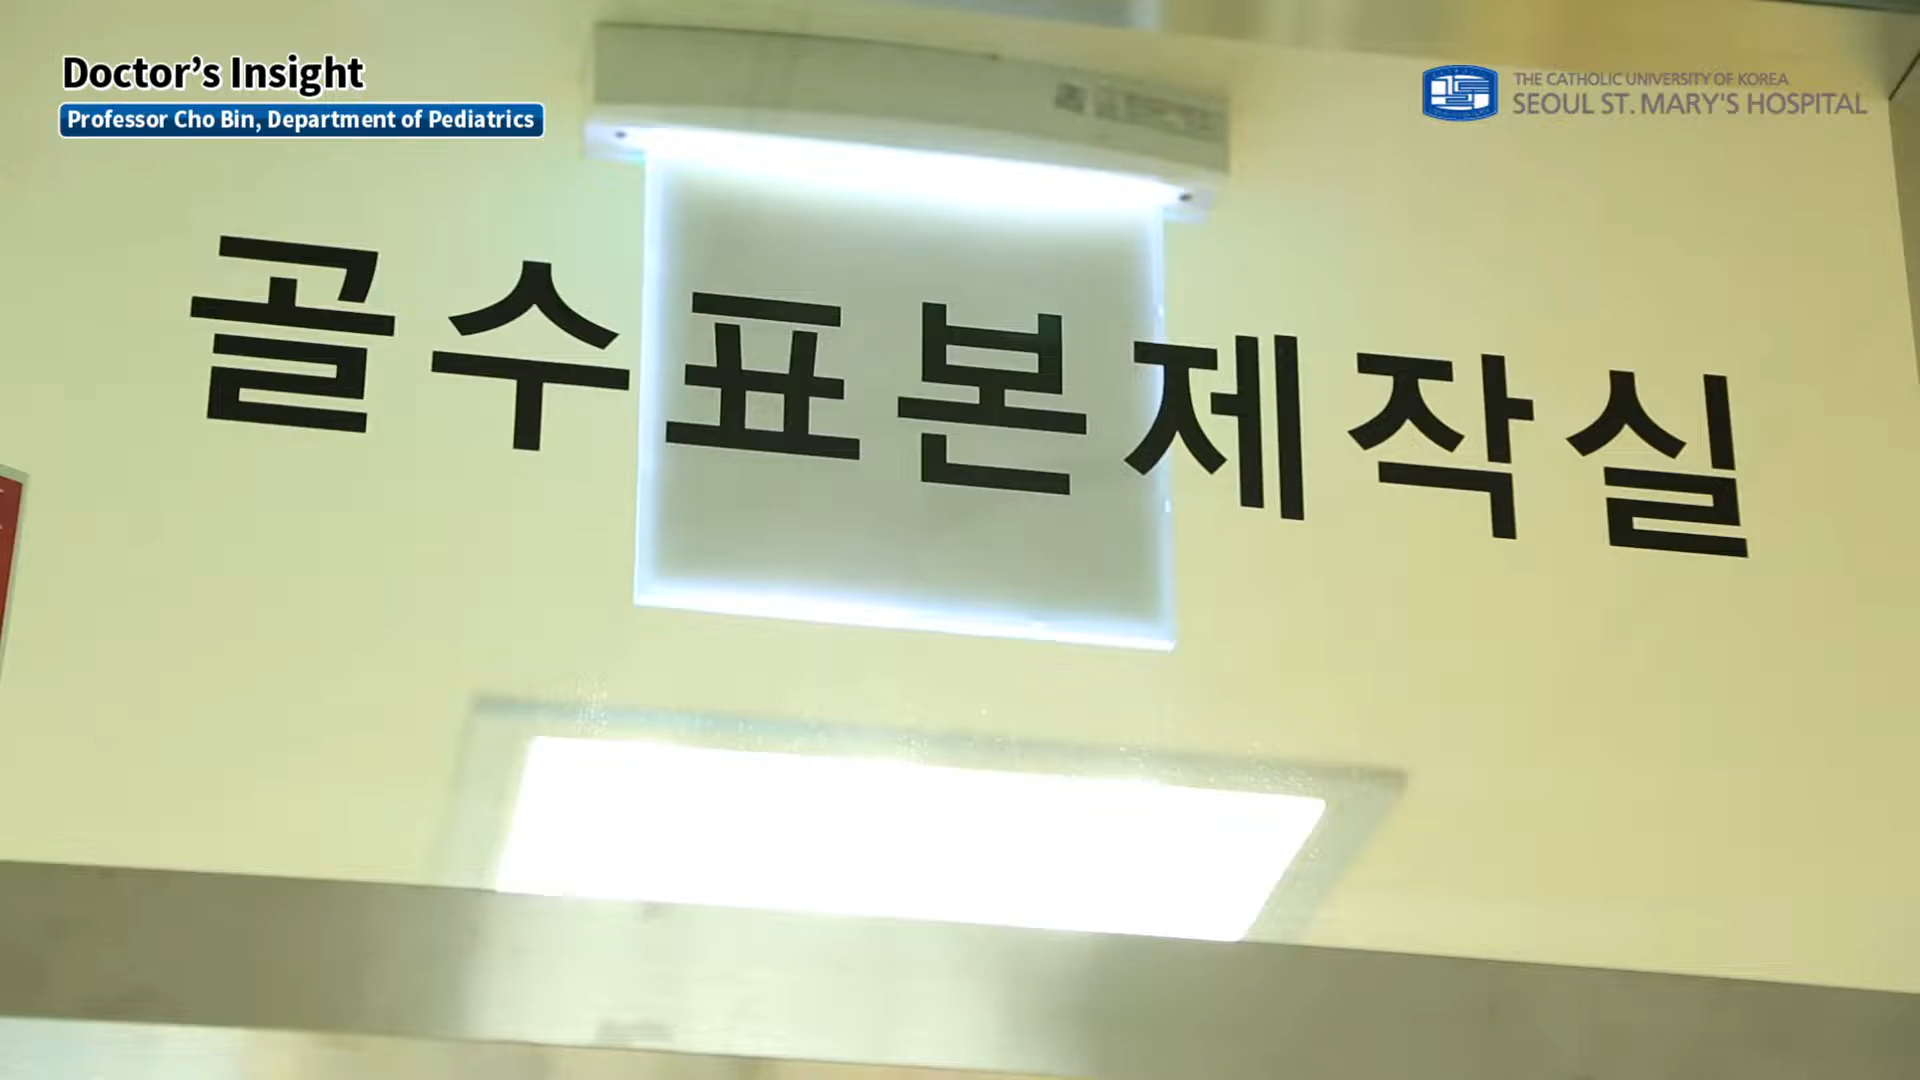 Doctor's Insight
Professor Cho Bin, Department of Pediatrics
THE CATHOLIC UNIVERSITY OF KOREA
SEOUL ST. MARY'S HOSPITAL
골수표본제작실